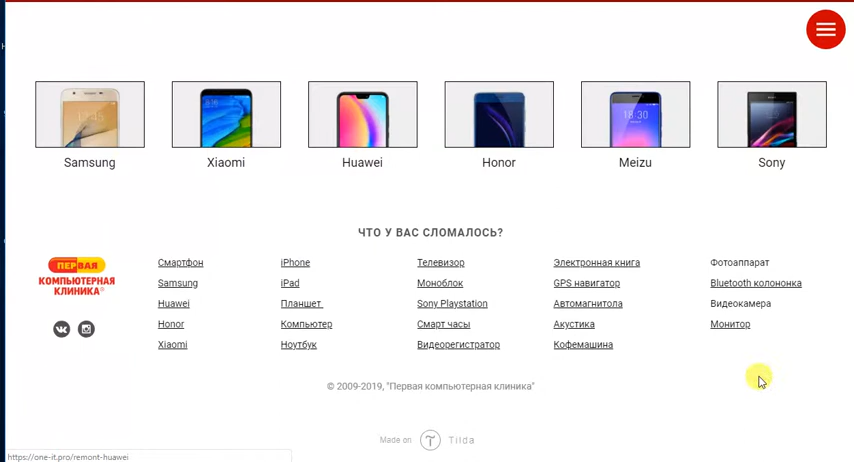 Samsung
Xiaomi
Huawei
Honor
Meizu
Sony
ЧТО У ВАС СЛОМАЛОСЬ?
ПЕРВАЯ
КОМПЬЮТЕРНАЯ
КЛИНИКА
Смартфон
Samsung
Huawei
Honor
Xiaomi
iPhone
iPad
Планшет
Компьютер
Ноутбук
Телевизор
Моноблок
Sony Playstation
Смарт часы
Видеорегистратор
Электронная книга
GPS навигатор
Автомагнитола
Акустика
Кофемашина
Фотоаппарат
Bluetooth колононка
Видеокамера
Монитор
© 2009-2019, "Первая компьютерная клиника"
Made on Tilda
https://one-it.pro/remont-huawei